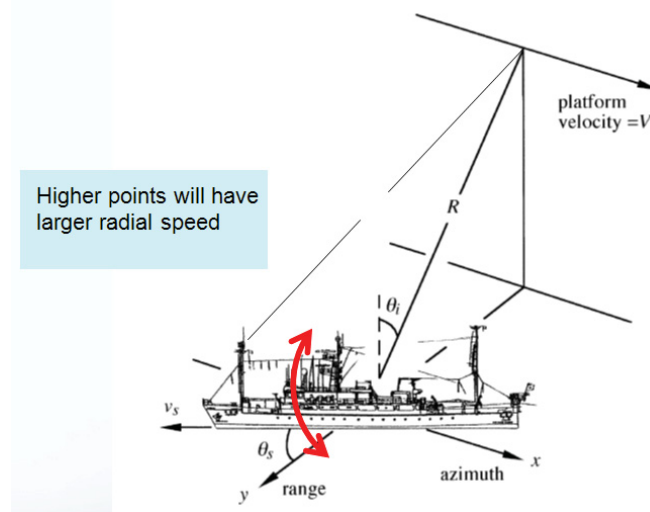 platform
velocity =V
Higher points will have
larger radial speed
R
θi
vs
θs
x
azimuth
range
y